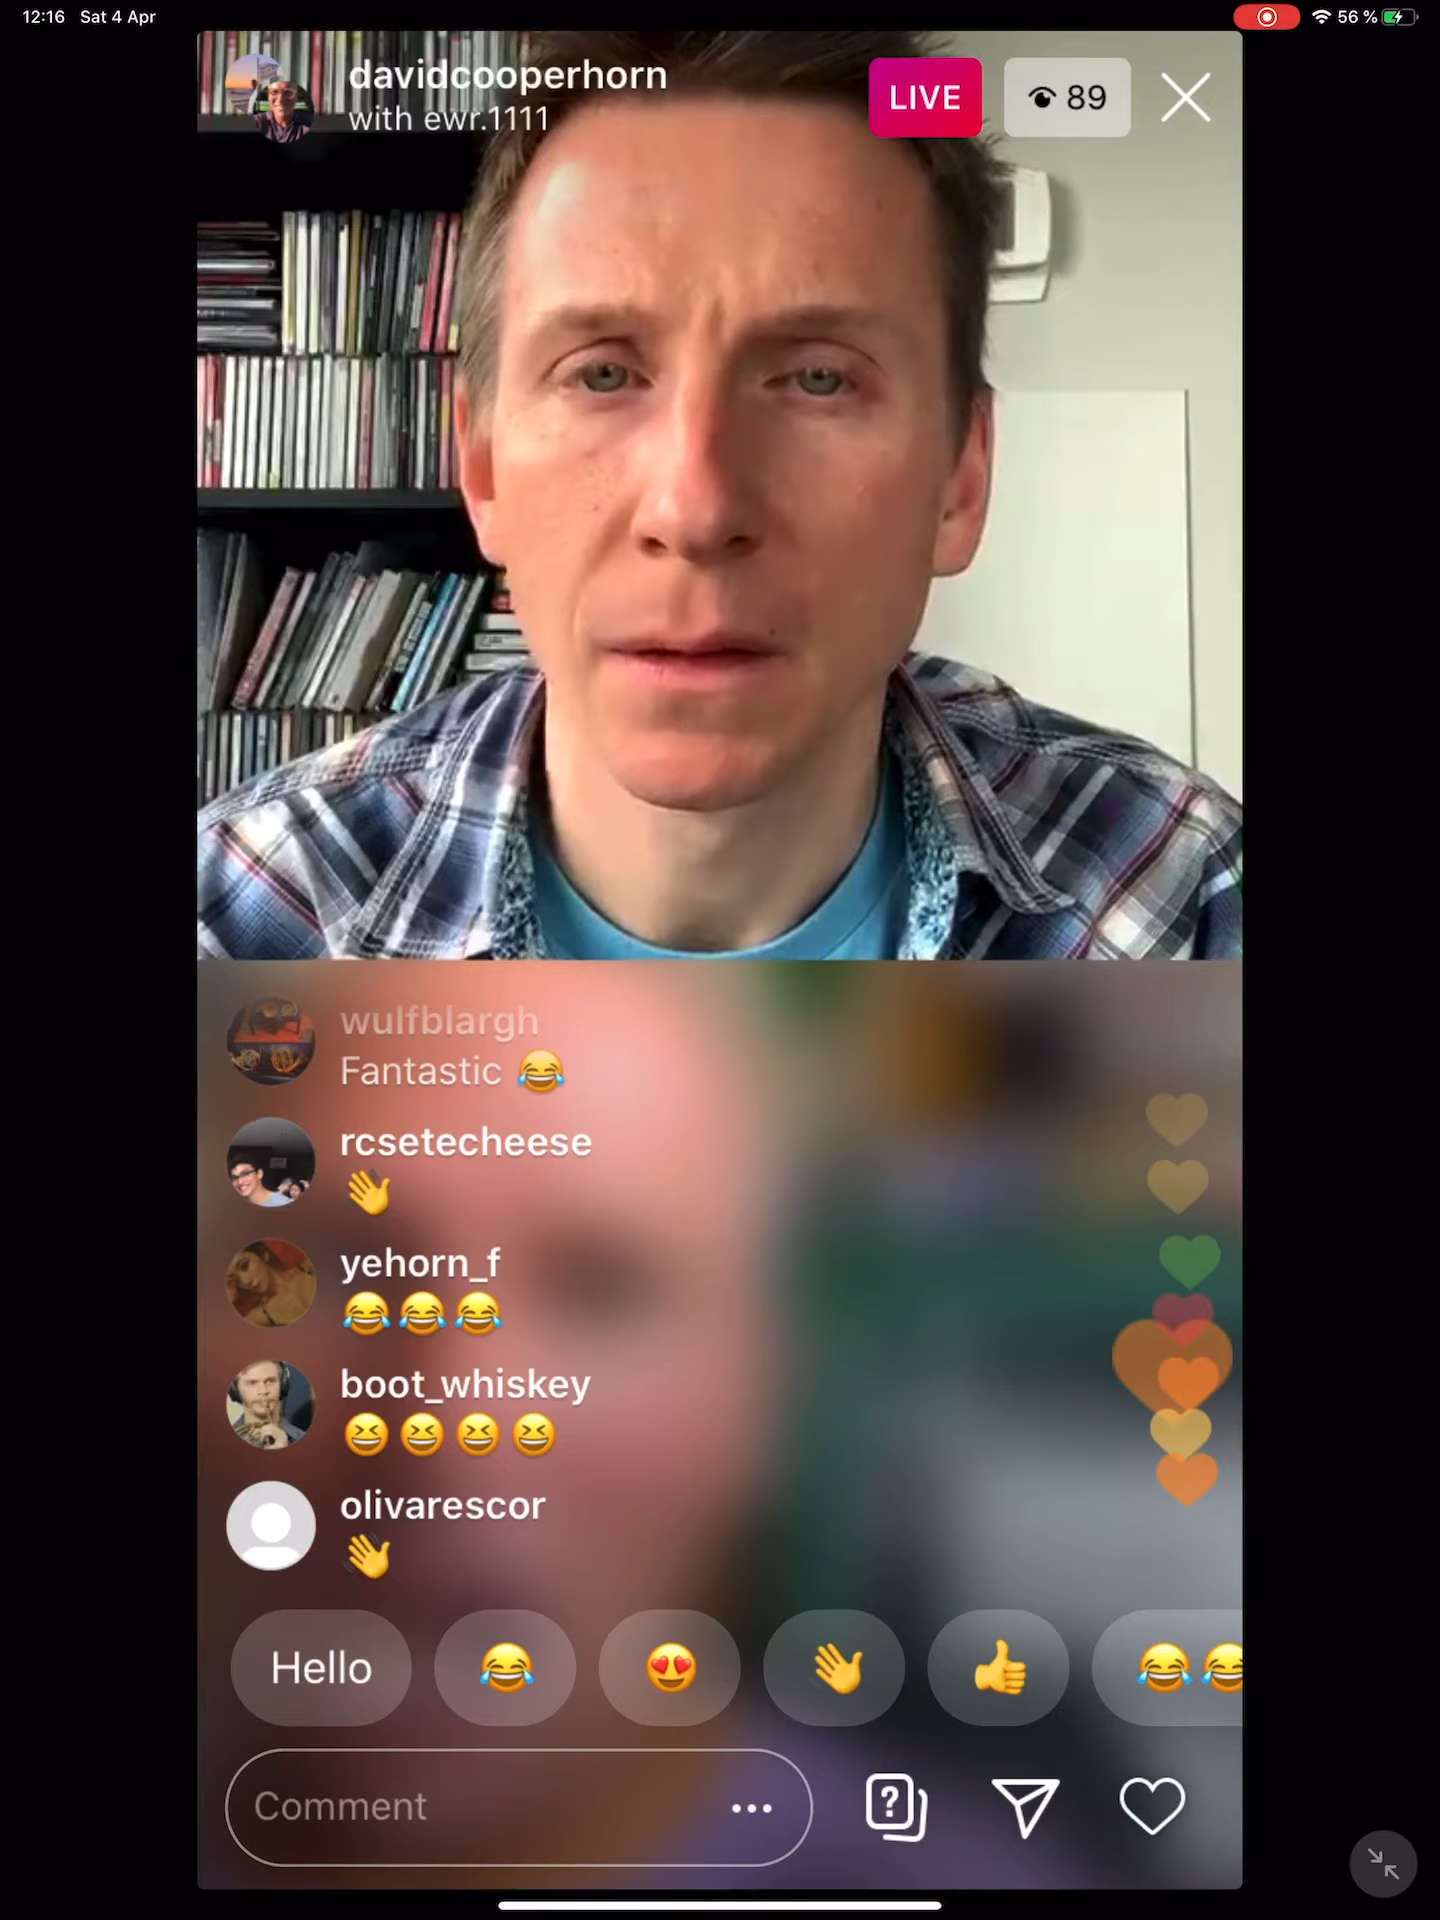 12:16 Sat 4 Apr
56 %
davidcooperhorn
with ewr.1111
LIVE
89
wulfblargh
Fantastic 😂
rcsetecheese
👋
yehorn_f
😂😂😂
boot_whiskey
😆😆😆😆
olivarescor
👋
Hello 😂 😍 👋 👍 😂😂
Comment
?